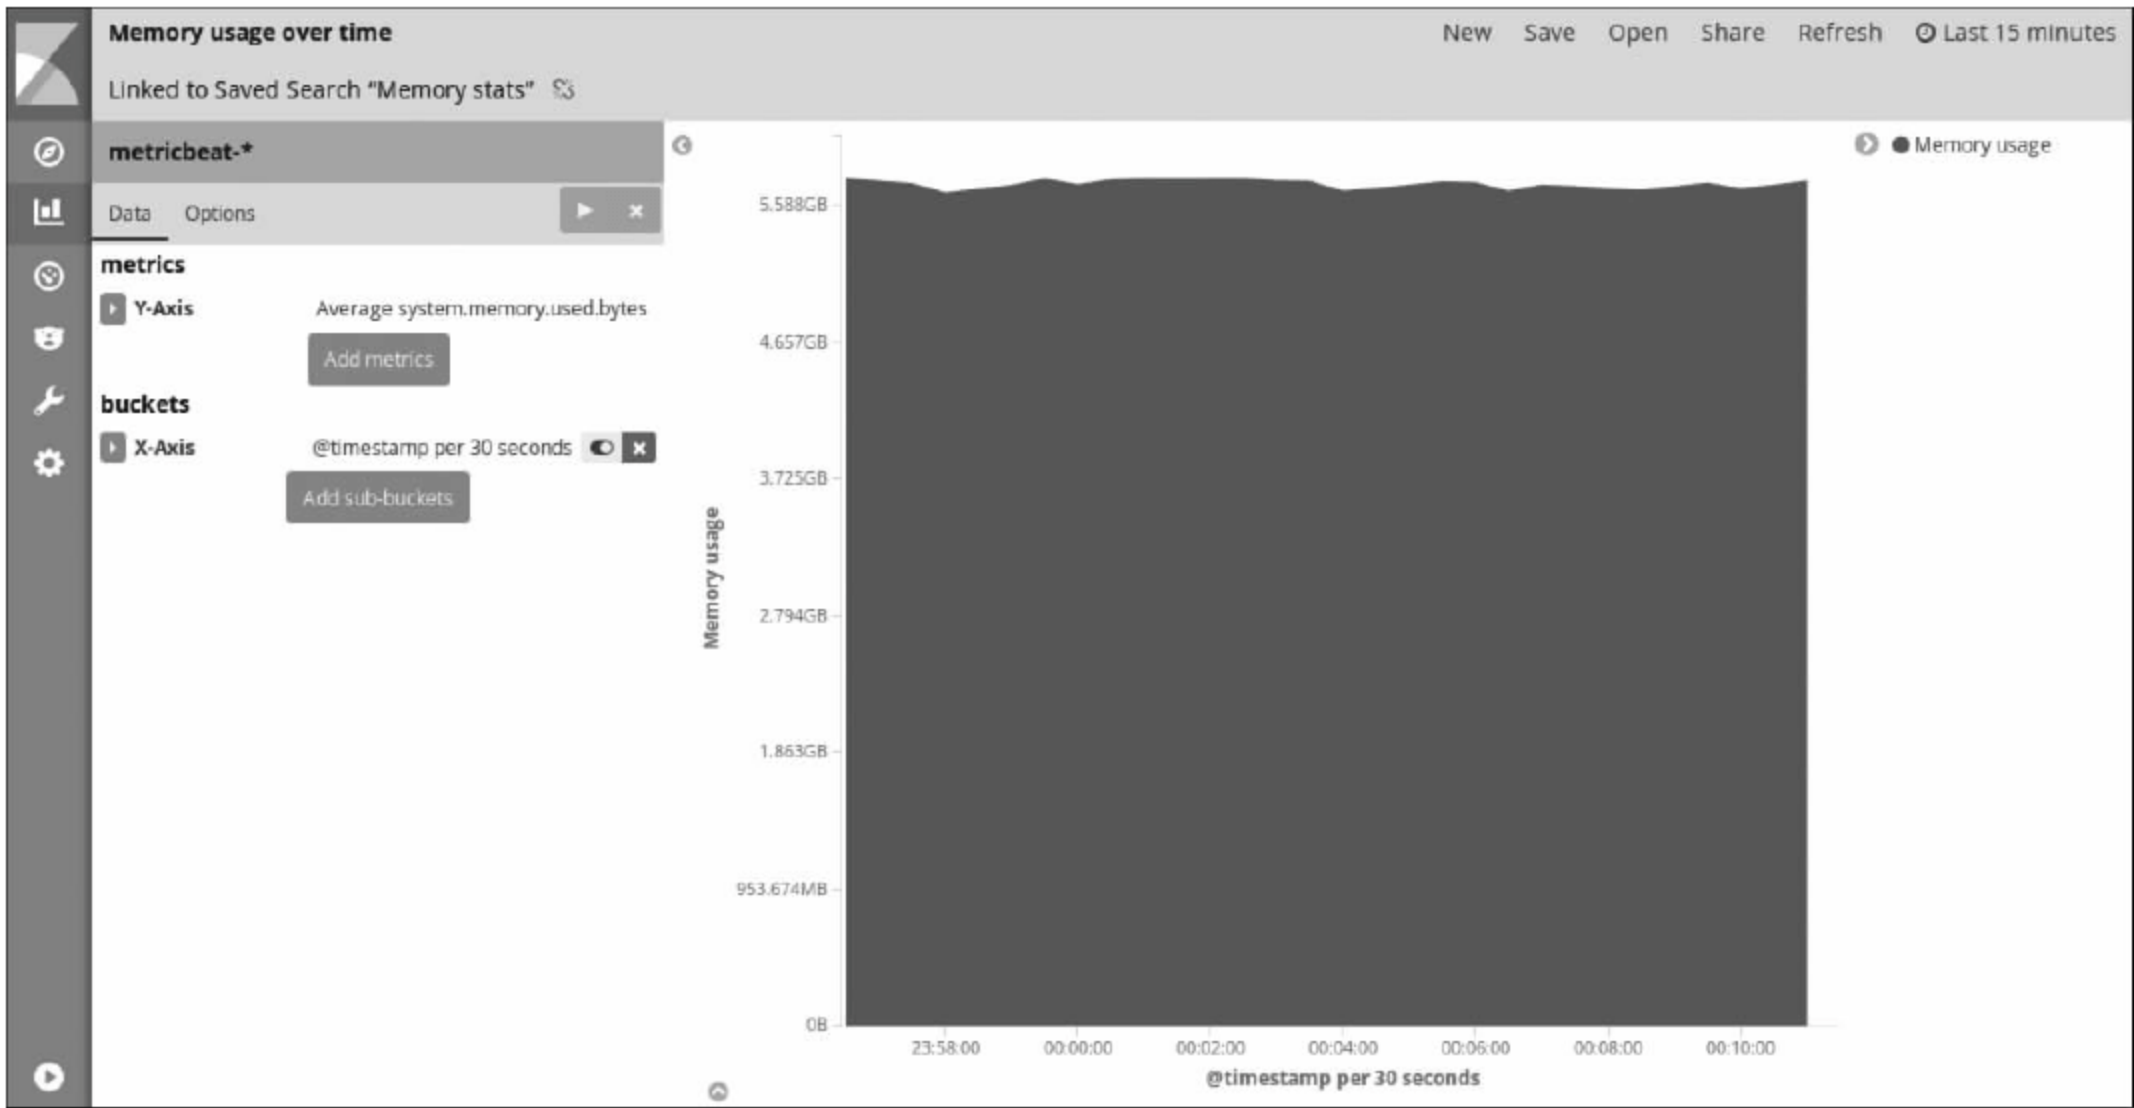 Memory usage over time
New Save Open Share Refresh Last 15 minutes
Linked to Saved Search “Memory stats”
metricbeat-*
Data Options
metrics
Y-Axis Average system.memory.used.bytes
Add metrics
buckets
X-Axis @timestamp per 30 seconds
Add sub-buckets
Memory usage
5.588GB
4.657GB
3.725GB
2.794GB
1.863GB
953.674MB
0B
23:58:00 00:00:00 00:02:00 00:04:00 00:06:00 00:08:00 00:10:00
@timestamp per 30 seconds
Memory usage